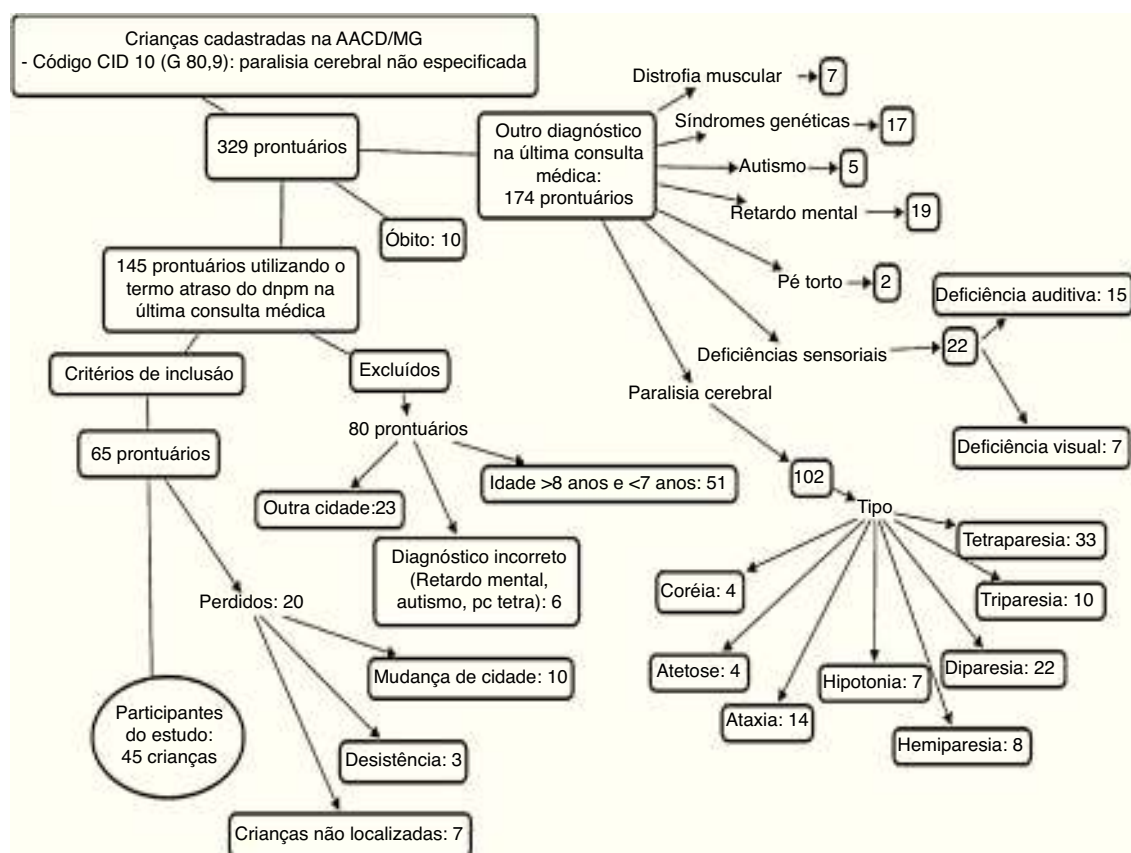 Crianças cadastradas na AACD/MG
- Código CID 10 (G 80,9): paralisia cerebral não especificada
329 prontuários
Óbito: 10
145 prontuários utilizando o
termo atraso do dnpm na
última consulta médica
Critérios de inclusáo
65 prontuários
Excluídos
80 prontuários
Outra cidade:23
Diagnóstico incorreto
(Retardo mental,
autismo, pc tetra): 6
Idade >8 anos e <7 anos: 51
Perdidos: 20
Mudança de cidade: 10
Desistência: 3
Crianças não localizadas: 7
Participantes
do estudo:
45 crianças
Outro diagnóstico
na última consulta
médica:
174 prontuários
Distrofia muscular
7
Síndromes genéticas
17
Autismo
5
Retardo mental
19
Pé torto
2
Deficiências sensoriais
22
Deficiência auditiva: 15
Deficiência visual: 7
Paralisia cerebral
102
Tipo
Tetraparesia: 33
Triparesia: 10
Diparesia: 22
Hemiparesia: 8
Hipotonia: 7
Ataxia: 14
Atetose: 4
Coréia: 4